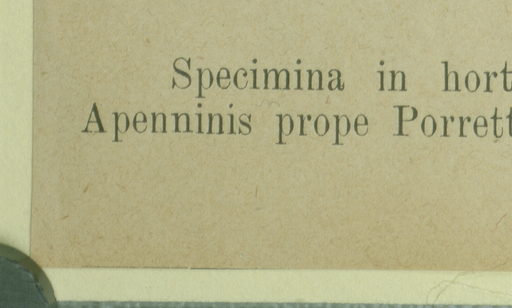 Specimina in hort
Apenninis prope Porrett